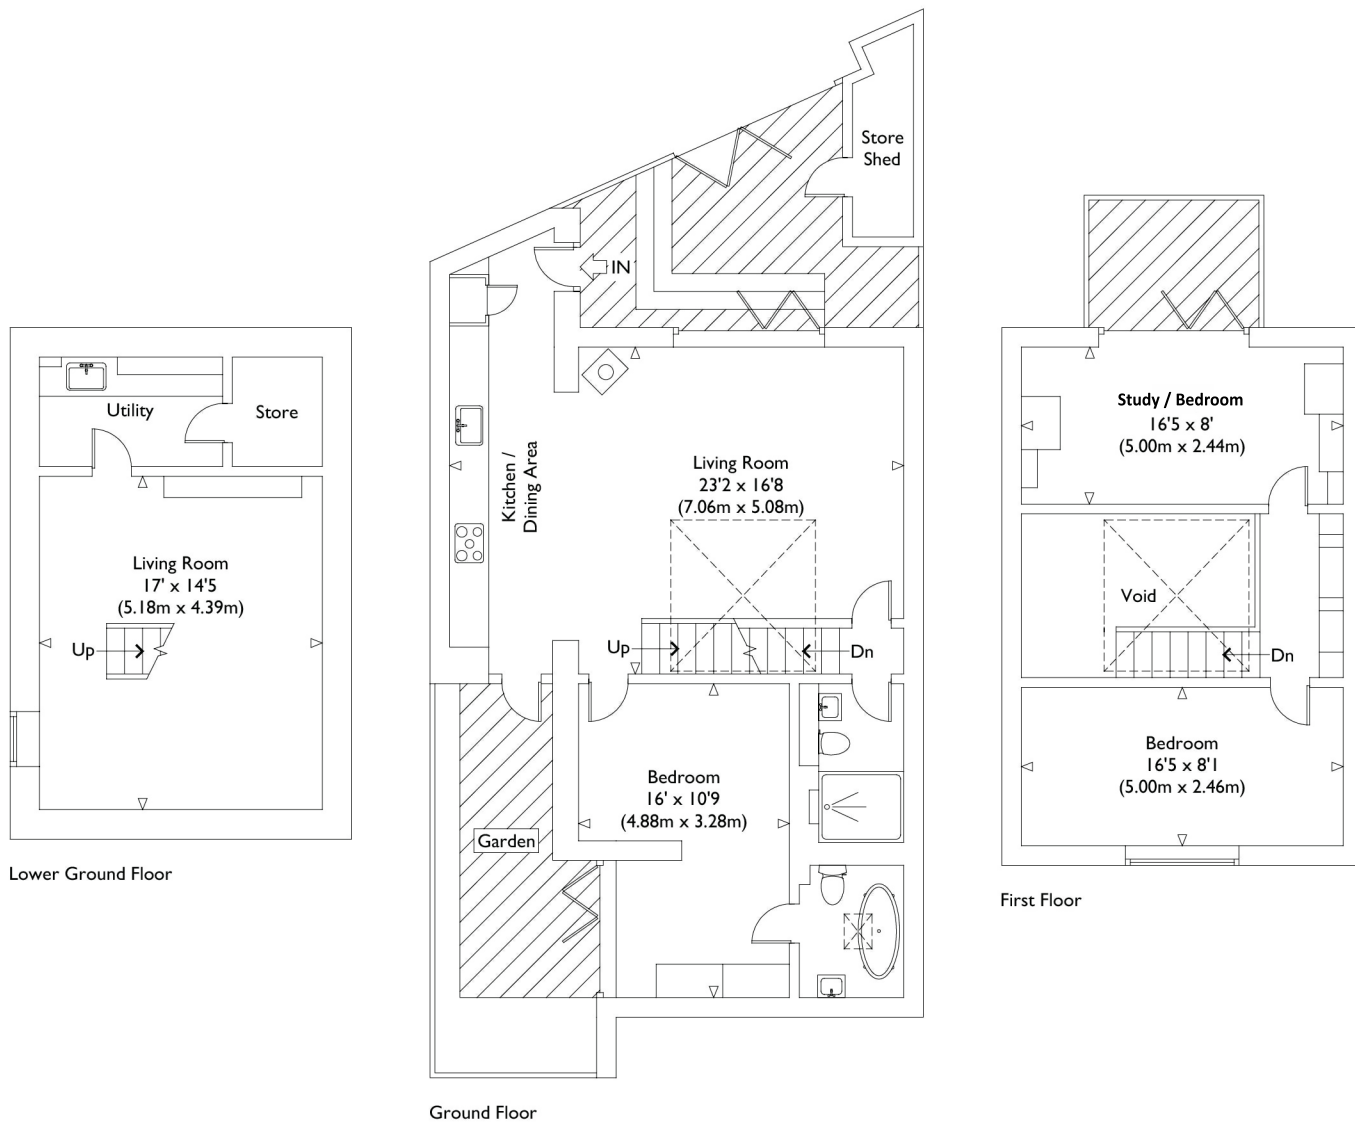 Utility
Store
Living Room
17' x 14'5
(5.18m x 4.39m)
Up
Lower Ground Floor
Store
Shed
IN
Kitchen /
Dining Area
Living Room
23'2 x 16'8
(7.06m x 5.08m)
Up
Dn
Bedroom
16' x 10'9
(4.88m x 3.28m)
Garden
Ground Floor
Study / Bedroom
16'5 x 8'
(5.00m x 2.44m)
Void
Dn
Bedroom
16'5 x 8'1
(5.00m x 2.46m)
First Floor